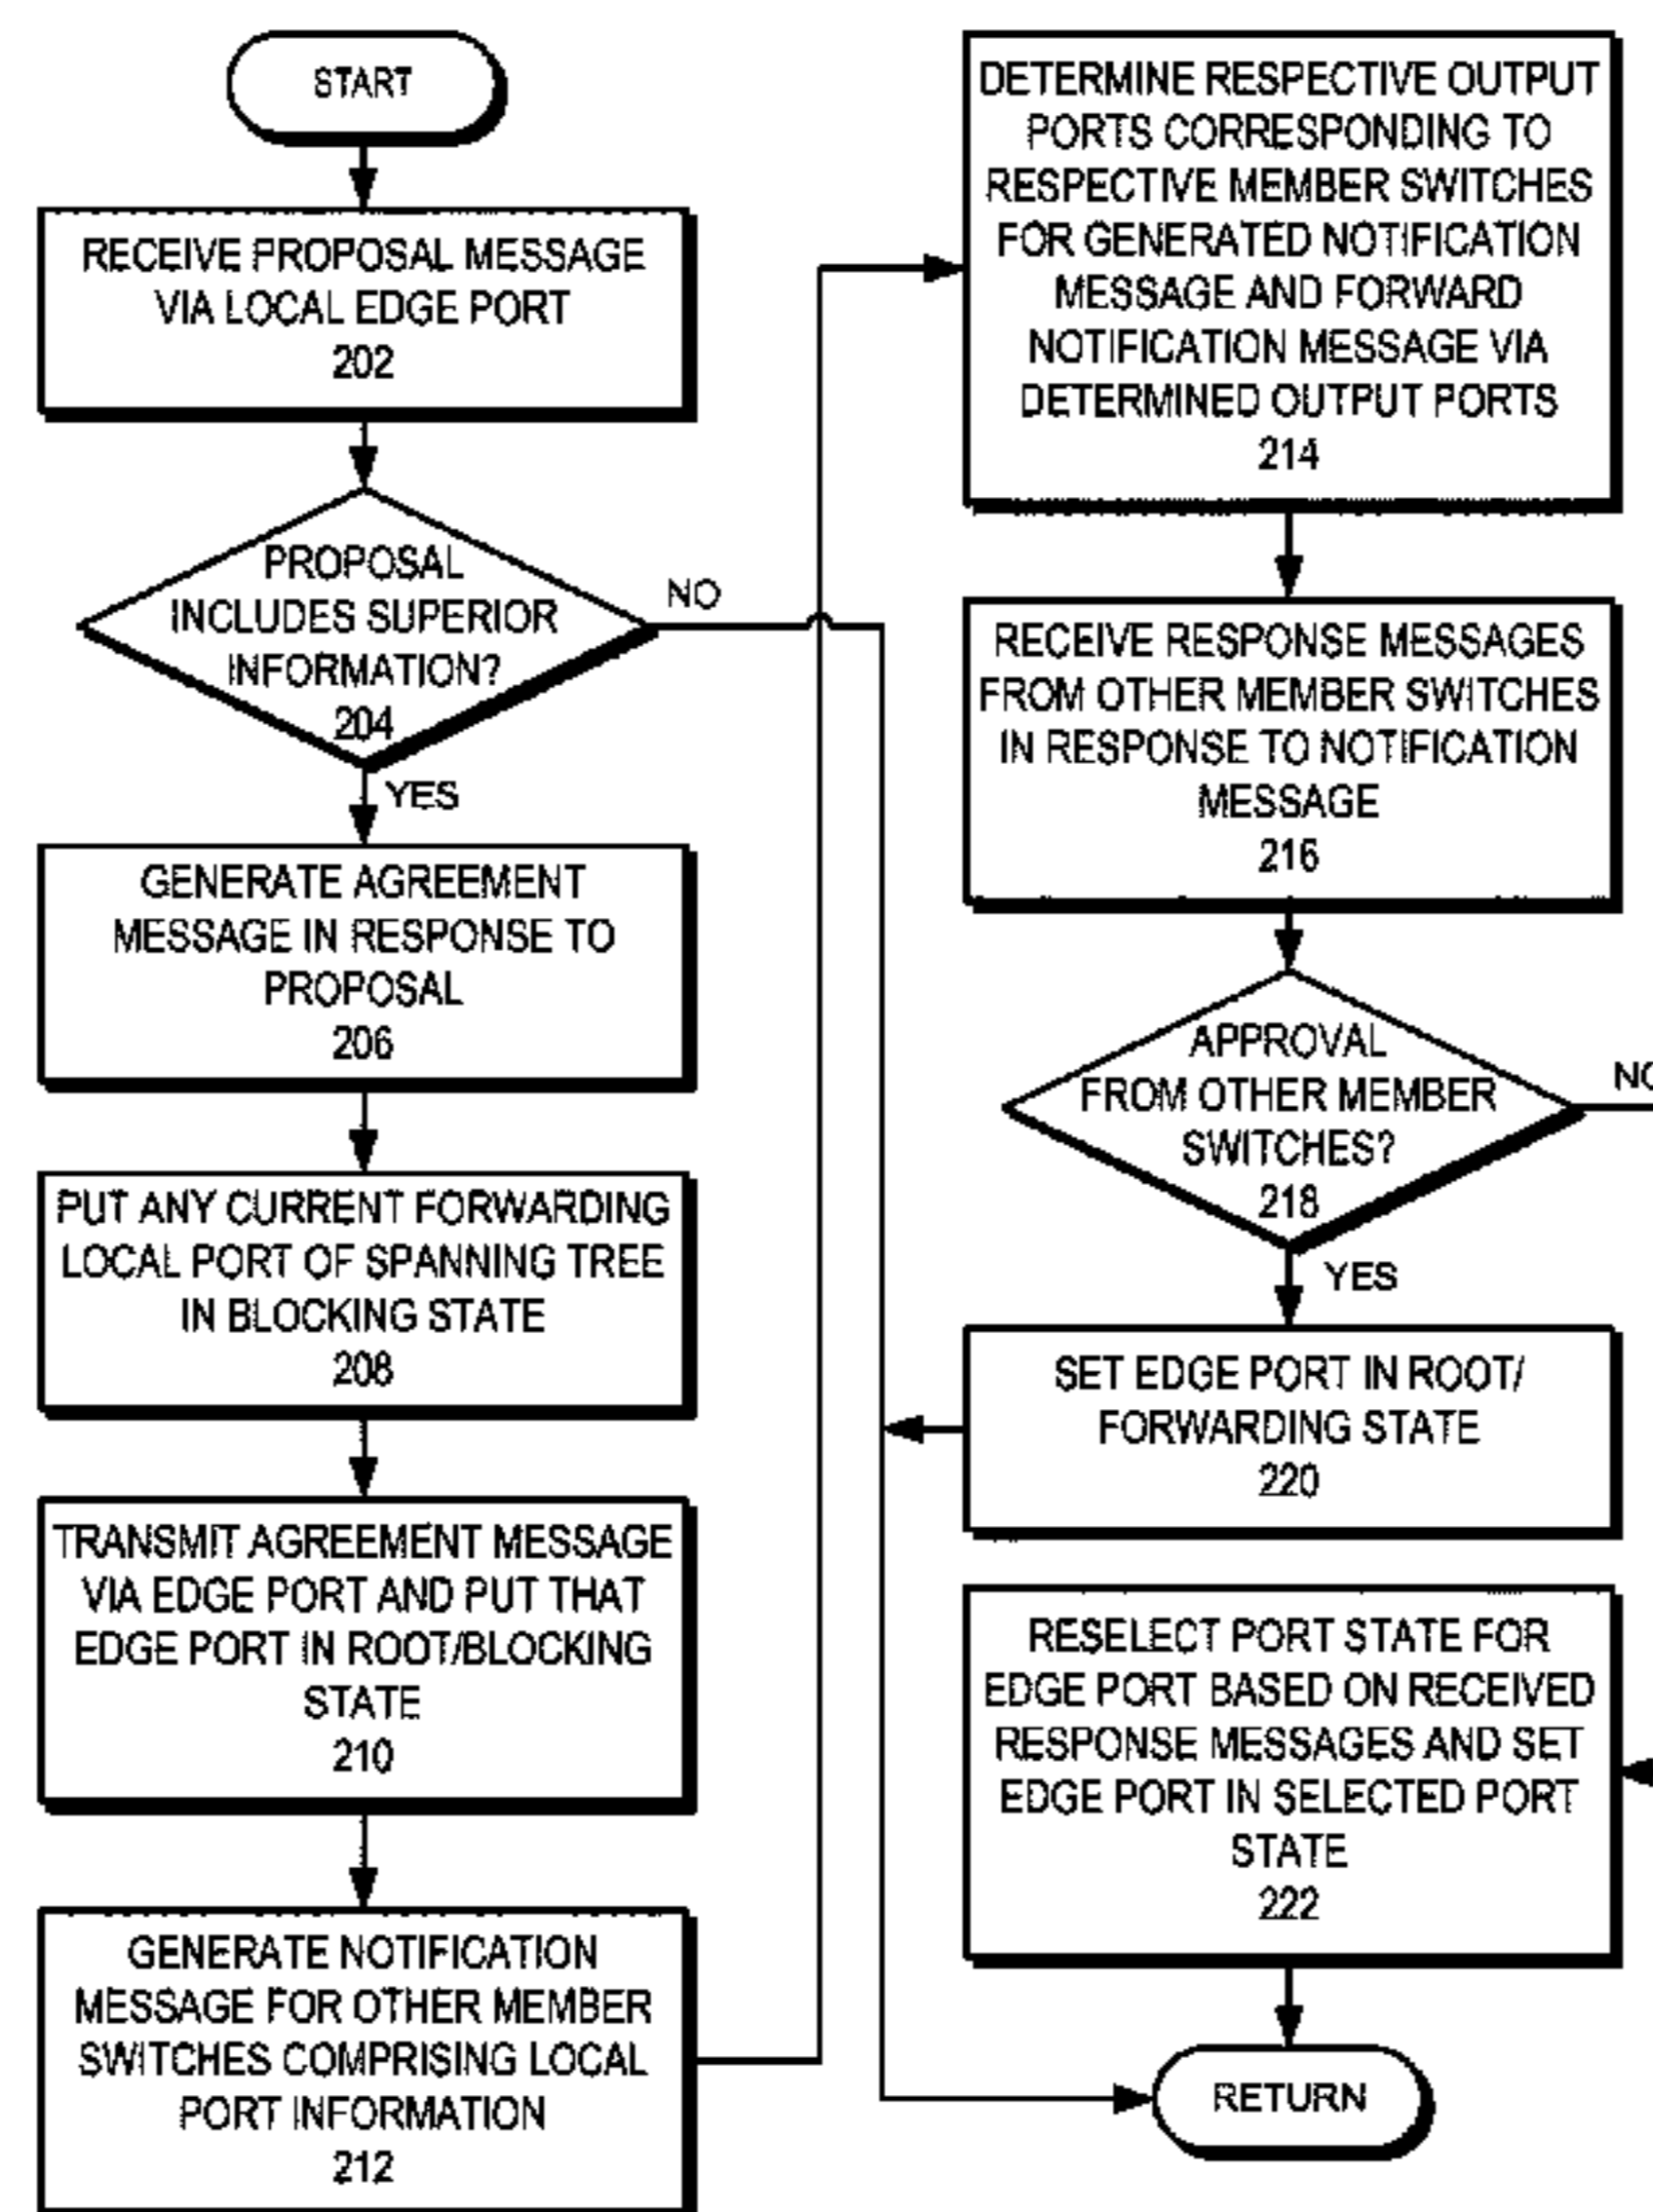 START
RECEIVE PROPOSAL MESSAGE
VIA LOCAL EDGE PORT
202
PROPOSAL
INCLUDES SUPERIOR
INFORMATION?
204
NO
YES
GENERATE AGREEMENT
MESSAGE IN RESPONSE TO
PROPOSAL
206
PUT ANY CURRENT FORWARDING
LOCAL PORT OF SPANNING TREE
IN BLOCKING STATE
208
TRANSMIT AGREEMENT MESSAGE
VIA EDGE PORT AND PUT THAT
EDGE PORT IN ROOT/BLOCKING
STATE
210
GENERATE NOTIFICATION
MESSAGE FOR OTHER MEMBER
SWITCHES COMPRISING LOCAL
PORT INFORMATION
212
DETERMINE RESPECTIVE OUTPUT
PORTS CORRESPONDING TO
RESPECTIVE MEMBER SWITCHES
FOR GENERATED NOTIFICATION
MESSAGE AND FORWARD
NOTIFICATION MESSAGE VIA
DETERMINED OUTPUT PORTS
214
RECEIVE RESPONSE MESSAGES
FROM OTHER MEMBER SWITCHES
IN RESPONSE TO NOTIFICATION
MESSAGE
216
APPROVAL
FROM OTHER MEMBER
SWITCHES?
218
NO
YES
SET EDGE PORT IN ROOT/
FORWARDING STATE
220
RESELECT PORT STATE FOR
EDGE PORT BASED ON RECEIVED
RESPONSE MESSAGES AND SET
EDGE PORT IN SELECTED PORT
STATE
222
RETURN